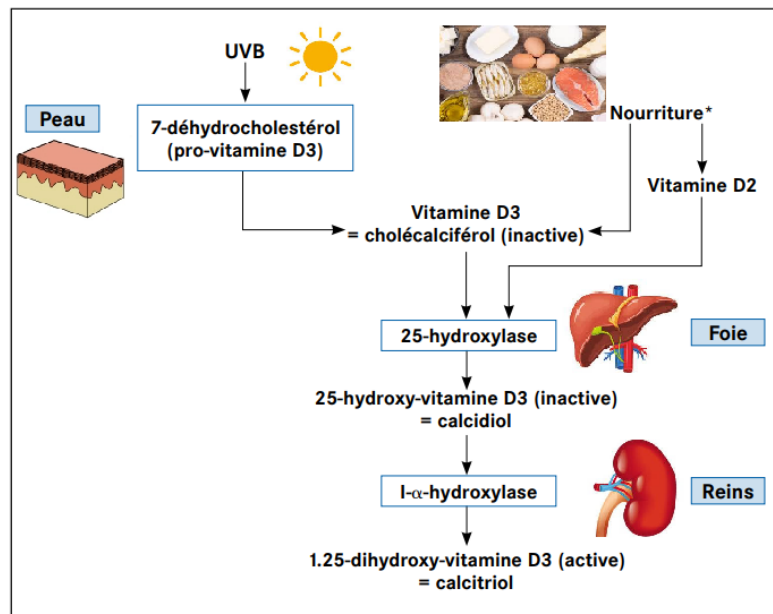 UVB
Peau
7-déhydrocholestérol
(pro-vitamine D3)
Nourriture*
Vitamine D2
Vitamine D3
= cholécalciférol (inactive)
25-hydroxylase
Foie
25-hydroxy-vitamine D3 (inactive)
= calcidiol
I-α-hydroxylase
Reins
1.25-dihydroxy-vitamine D3 (active)
= calcitriol